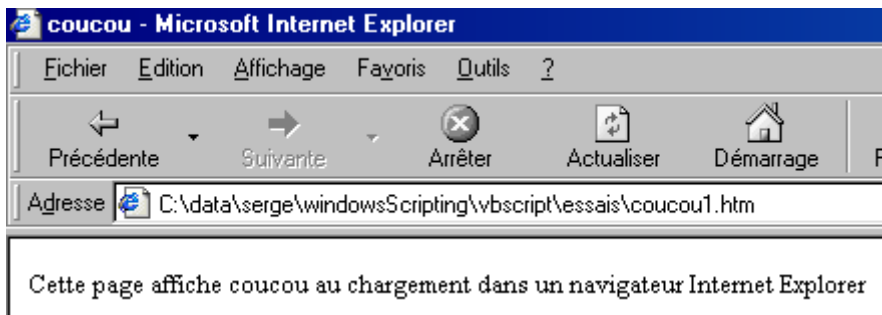 coucou - Microsoft Internet Explorer
Fichier Edition Affichage Favoris Outils ?
Précédente Suivante Arrêter Actualiser Démarrage
Adresse C:\data\serge\windowsScripting\vbscript\essais\coucou1.htm
Cette page affiche coucou au chargement dans un navigateur Internet Explorer